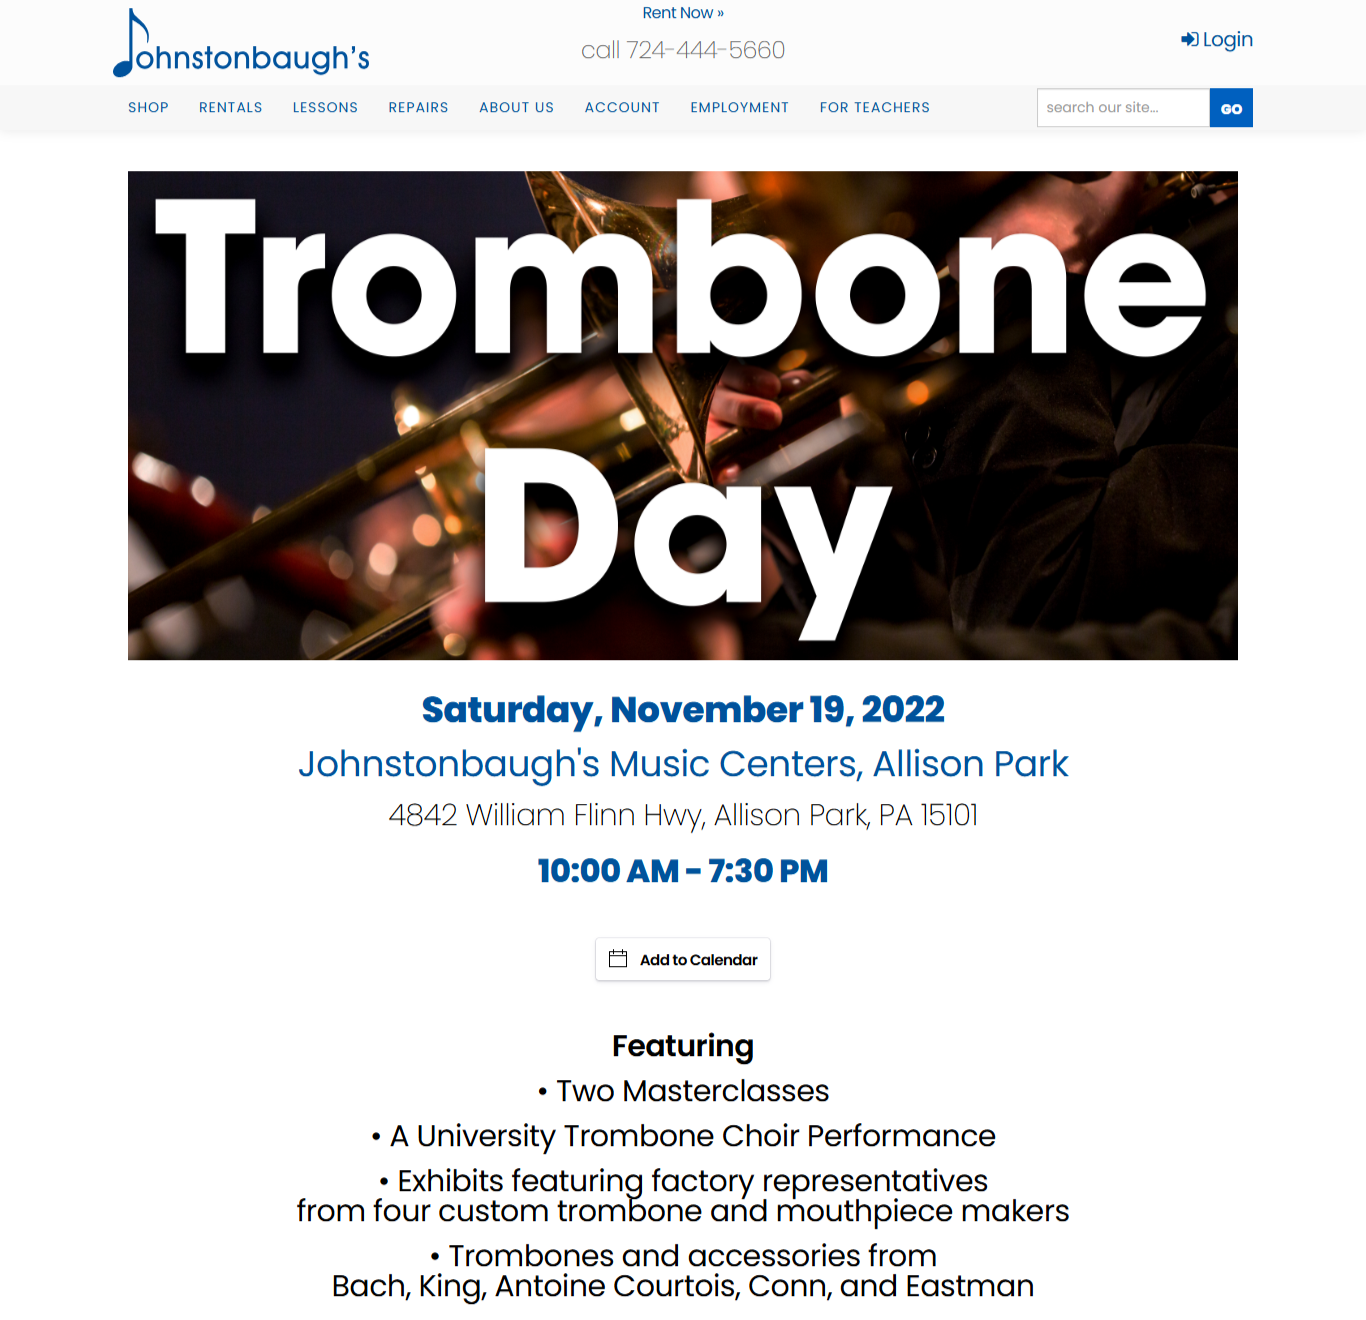 Rent Now »
Johnstonbaugh's
call 724-444-5660
Login
SHOP RENTALS LESSONS REPAIRS ABOUT US ACCOUNT EMPLOYMENT FOR TEACHERS search our site... GO
Trombone
Day
Saturday, November 19, 2022
Johnstonbaugh's Music Centers, Allison Park
4842 William Flinn Hwy, Allison Park, PA 15101
10:00 AM - 7:30 PM
Add to Calendar
Featuring
• Two Masterclasses
• A University Trombone Choir Performance
• Exhibits featuring factory representatives
from four custom trombone and mouthpiece makers
• Trombones and accessories from
Bach, King, Antoine Courtois, Conn, and Eastman